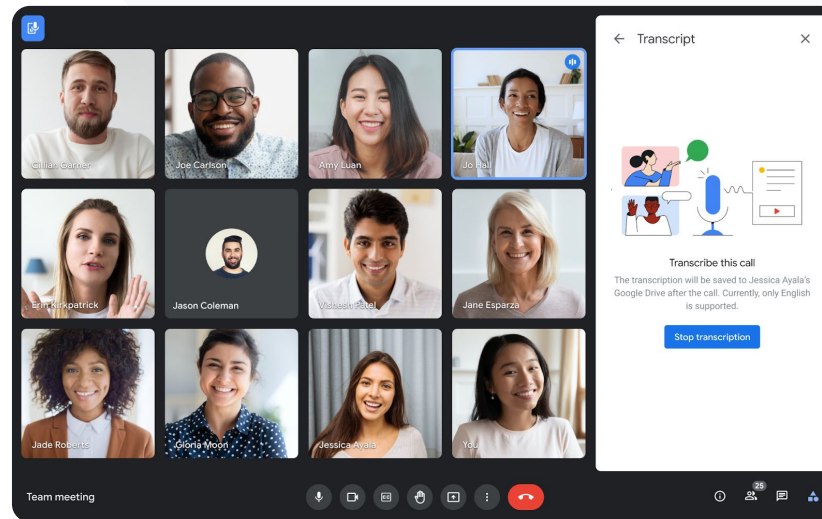 Transcript
Gillian Garner
Joe Carlson
Amy Luan
Jo Hall
Erin Kirkpatrick
Jason Coleman
Vishesh Patel
Jane Esparza
Jade Roberts
Gloria Moon
Jessica Ayala
You
Transcribe this call
The transcription will be saved to Jessica Ayala's
Google Drive after the call. Currently, only English
is supported.
Stop transcription
Team meeting
CC
25